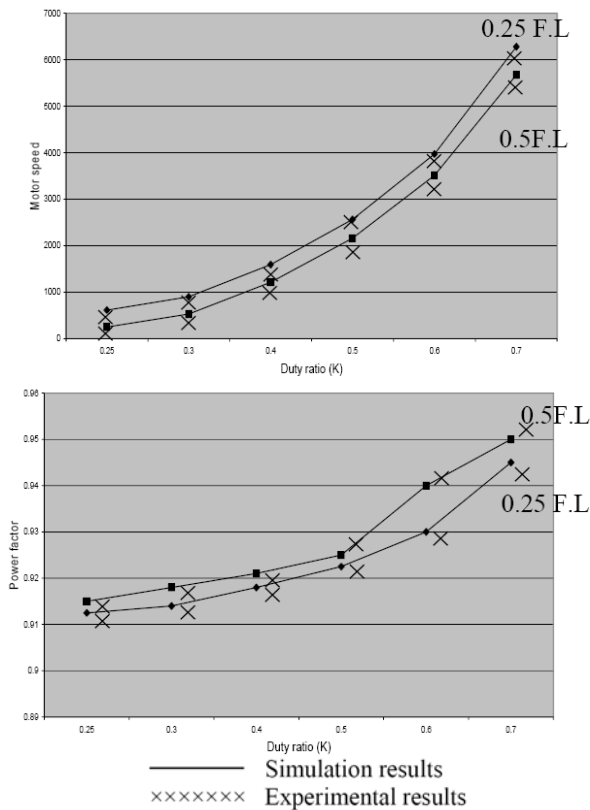 0.25 F.L
7000
6000
5000
4000
3000
2000
1000
0
Motor speed
0.5F.L
0.25 0.3 0.4 0.5 0.6 0.7
Duty ratio (K)
0.96
0.95
0.94
0.93
0.92
0.91
0.9
0.89
Power factor
0.5F.L
0.25 F.L
0.25 0.3 0.4 0.5 0.6 0.7
Duty ratio (K)
Simulation results
××××××× Experimental results